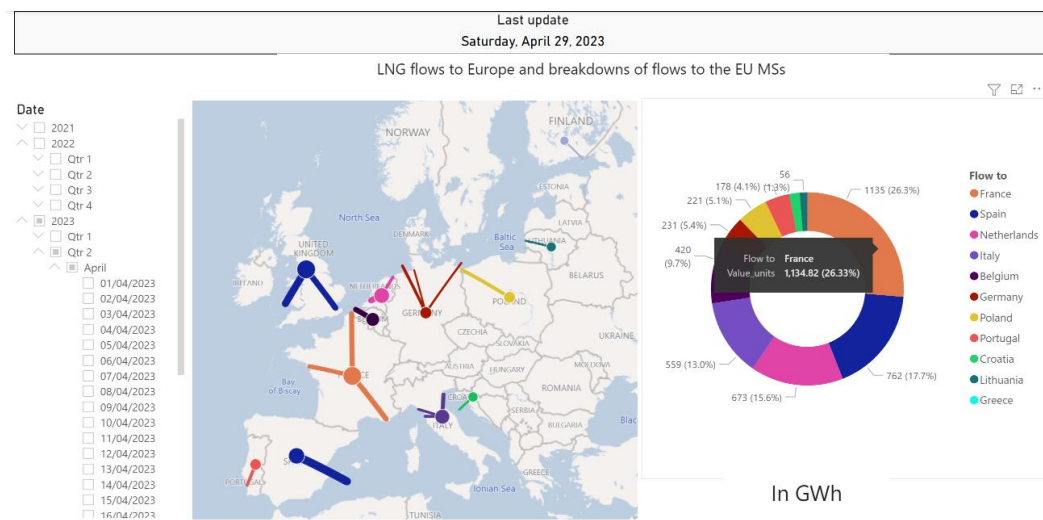 Last update
Saturday, April 29, 2023
LNG flows to Europe and breakdowns of flows to the EU MSs
Date
2021
2022
Qtr 1
Qtr 2
Qtr 3
Qtr 4
2023
Qtr 1
Qtr 2
April
01/04/2023
02/04/2023
03/04/2023
04/04/2023
05/04/2023
06/04/2023
07/04/2023
08/04/2023
09/04/2023
10/04/2023
11/04/2023
12/04/2023
13/04/2023
14/04/2023
15/04/2023
16/04/2023
NORWAY
FINLAND
ESTONIA
North Sea
LATVIA
DENMARK
Baltic
Sea
UNITED
KINGDOM
BELARUS
POLAND
GERMANY
UKRAINE
CZECHIA
SLOVAKIA
AUSTRIA
HUNGARY
MOLDOVA
Bay
of Biscay
ROMANIA
SERBIA
ITALY
BULGARIA
Blac
GREECE
Ionian Sea
TUNISIA
56
178 (4.1%)
(1.3%)
221 (5.1%)
231 (5.4%)
420
(9.7%)
559 (13.0%)
673 (15.6%)
762 (17.7%)
1135 (26.3%)
Flow to France
Value_units 1,134.82 (26.33%)
Flow to
France
Spain
Netherlands
Italy
Belgium
Germany
Poland
Portugal
Croatia
Lithuania
Greece
In GWh